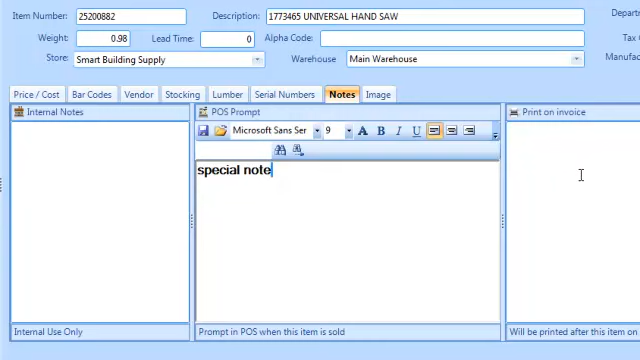 Item Number: 25200882 Description: 1773465 UNIVERSAL HAND SAW
Weight: 0.98 Lead Time: 0 Alpha Code: Tax
Store: Smart Building Supply Warehouse Main Warehouse
Price / Cost Bar Codes Vendor Stocking Lumber Serial Numbers Notes Image
Internal Notes POS Prompt Print on invoice
Microsoft Sans Ser 9 A B I U
special note
Internal Use Only Prompt in POS when this item is sold Will be printed after this item on